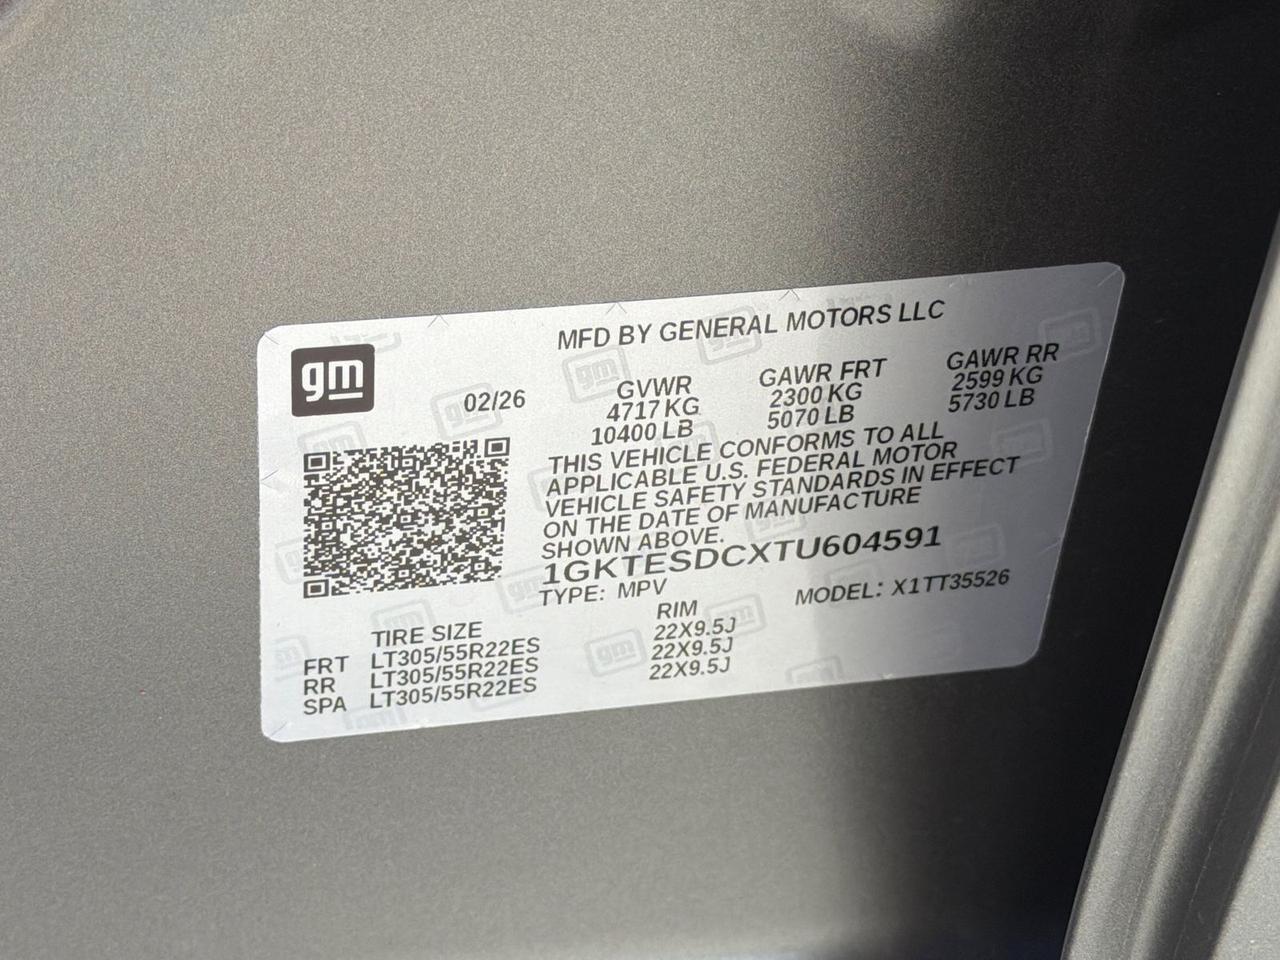 MFD BY GENERAL MOTORS LLC
gm
02/26
GVWR GAWR FRT GAWR RR
4717 KG 2300 KG 2599 KG
10400 LB 5070 LB 5730 LB
THIS VEHICLE CONFORMS TO ALL
APPLICABLE U.S. FEDERAL MOTOR
VEHICLE SAFETY STANDARDS IN EFFECT
ON THE DATE OF MANUFACTURE
SHOWN ABOVE.
1GKTESDCXTU604591
TYPE: MPV MODEL: X1TT35526
TIRE SIZE RIM
FRT LT305/55R22ES 22X9.5J
RR LT305/55R22ES 22X9.5J
SPA LT305/55R22ES 22X9.5J